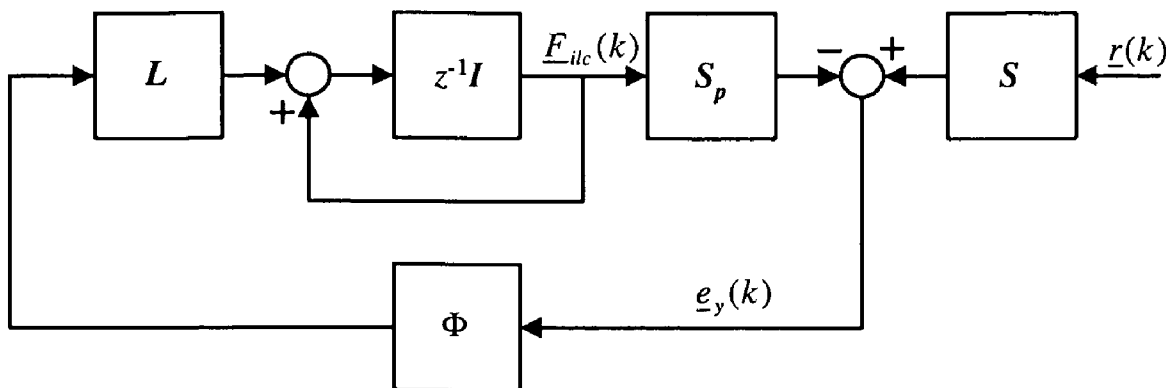 L
+
z⁻¹I
F_ilc(k)
S_p
−
+
S
r(k)
Φ
e_y(k)